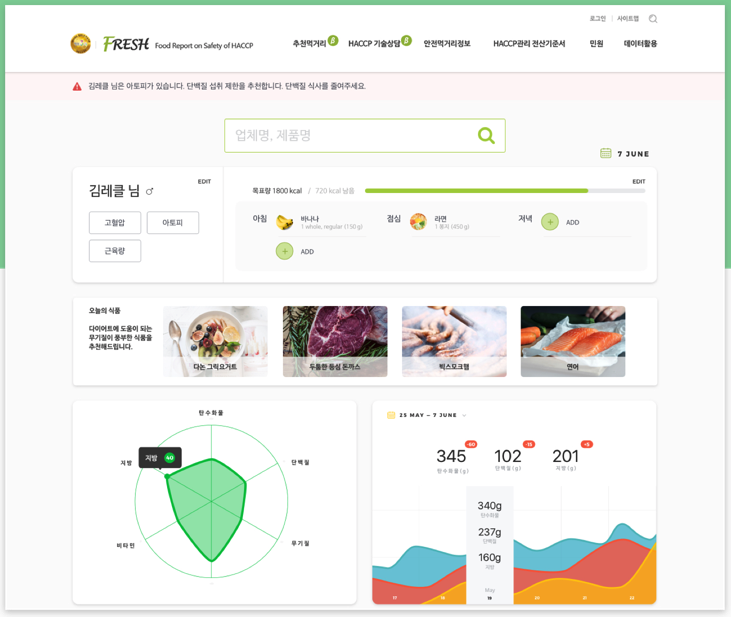 로그인 | 사이트맵
FRESH Food Report on Safety of HACCP
추천먹거리 β HACCP 기술상담 β 안전먹거리정보 HACCP관리 전산기준서 민원 데이터활용
김레클 님은 아토피가 있습니다. 단백질 섭취 제한을 추천합니다. 단백질 식사를 줄여주세요.
업체명, 제품명
7 JUNE
EDIT
김레클 님 ♂
고혈압 아토피
근육량
EDIT
목표량 1800 kcal / 720 kcal 남음
아침 바나나
1 whole, regular (150 g)
ADD
점심 라면
1 봉지 (450 g)
저녁 ADD
오늘의 식품
다이어트에 도움이 되는
무기질이 풍부한 식품을
추천해드립니다.
다논 그릭요거트
두툼한 등심 돈까스
빅스모크햄
연어
탄수화물
지방
지방 40
단백질
비타민
무기질
25 MAY – 7 JUNE
345 -60
탄수화물(g)
102 -15
단백질(g)
201 +5
지방(g)
340g
탄수화물
237g
단백질
160g
지방
May
17 18 19 20 21 22